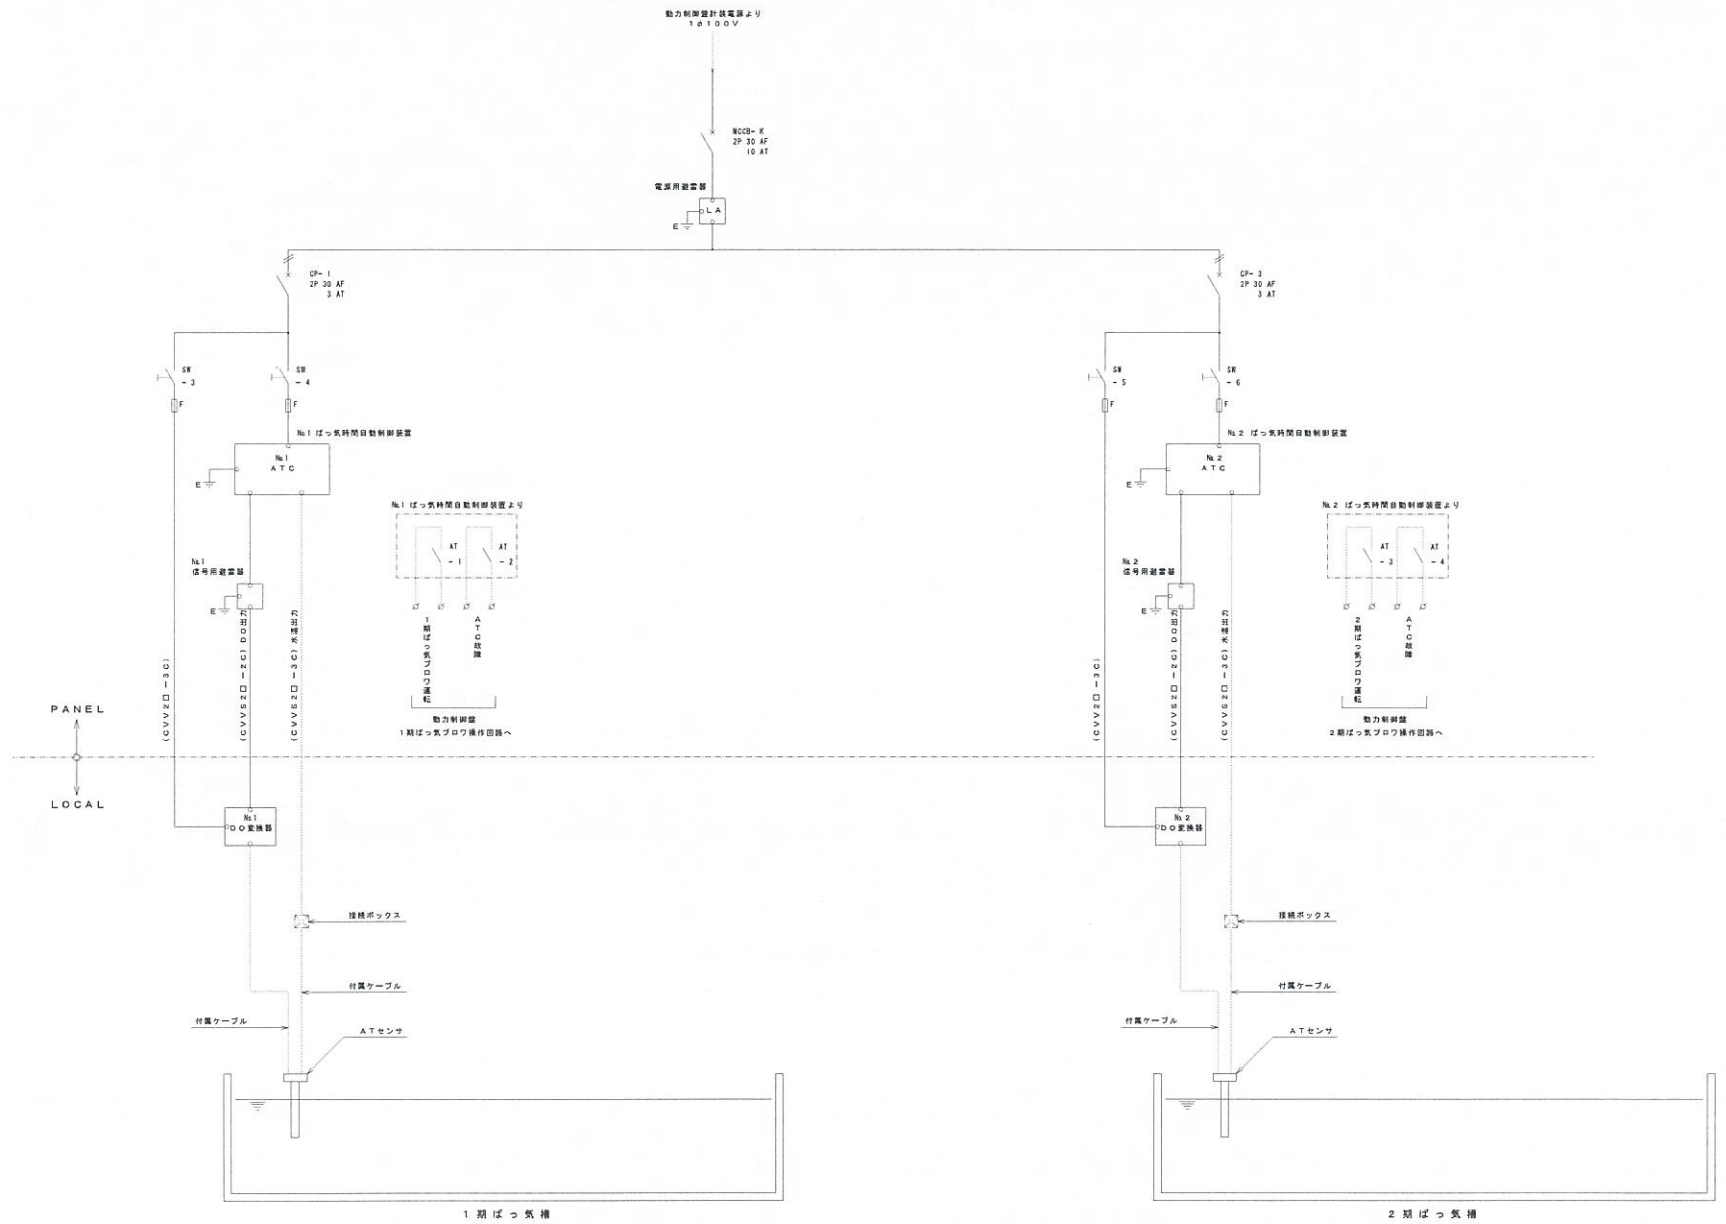 動力制御盤計装電源より
1φ100V
MCCB- K
2P 30 AF
10 AT
電源用避雷器
LA
E
CP- 1
2P 30 AF
3 AT
SW
- 3
F
SW
- 4
F
№1 ばっ気時間自動制御装置
№1
ATC
E
№1 ばっ気時間自動制御装置より
AT
- 1
AT
- 2
1期ばっ気ブロワ運転
ATC故障
動力制御盤
1期ばっ気ブロワ操作回路へ
№1
信号用避雷器
E
(CVV2□-3C)
(CVVS2□-2C) DO出力
(CVVS2□-3C) 水温出力
PANEL
LOCAL
№1
DO変換器
接続ボックス
付属ケーブル
付属ケーブル
ATセンサ
1期ばっ気槽
CP- 3
2P 30 AF
3 AT
SW
- 5
F
SW
- 6
F
№2 ばっ気時間自動制御装置
№2
ATC
E
№2 ばっ気時間自動制御装置より
AT
- 3
AT
- 4
2期ばっ気ブロワ運転
ATC故障
動力制御盤
2期ばっ気ブロワ操作回路へ
№2
信号用避雷器
E
(CVV2□-3C)
(CVVS2□-2C) DO出力
(CVVS2□-3C) 水温出力
№2
DO変換器
接続ボックス
付属ケーブル
付属ケーブル
ATセンサ
2期ばっ気槽